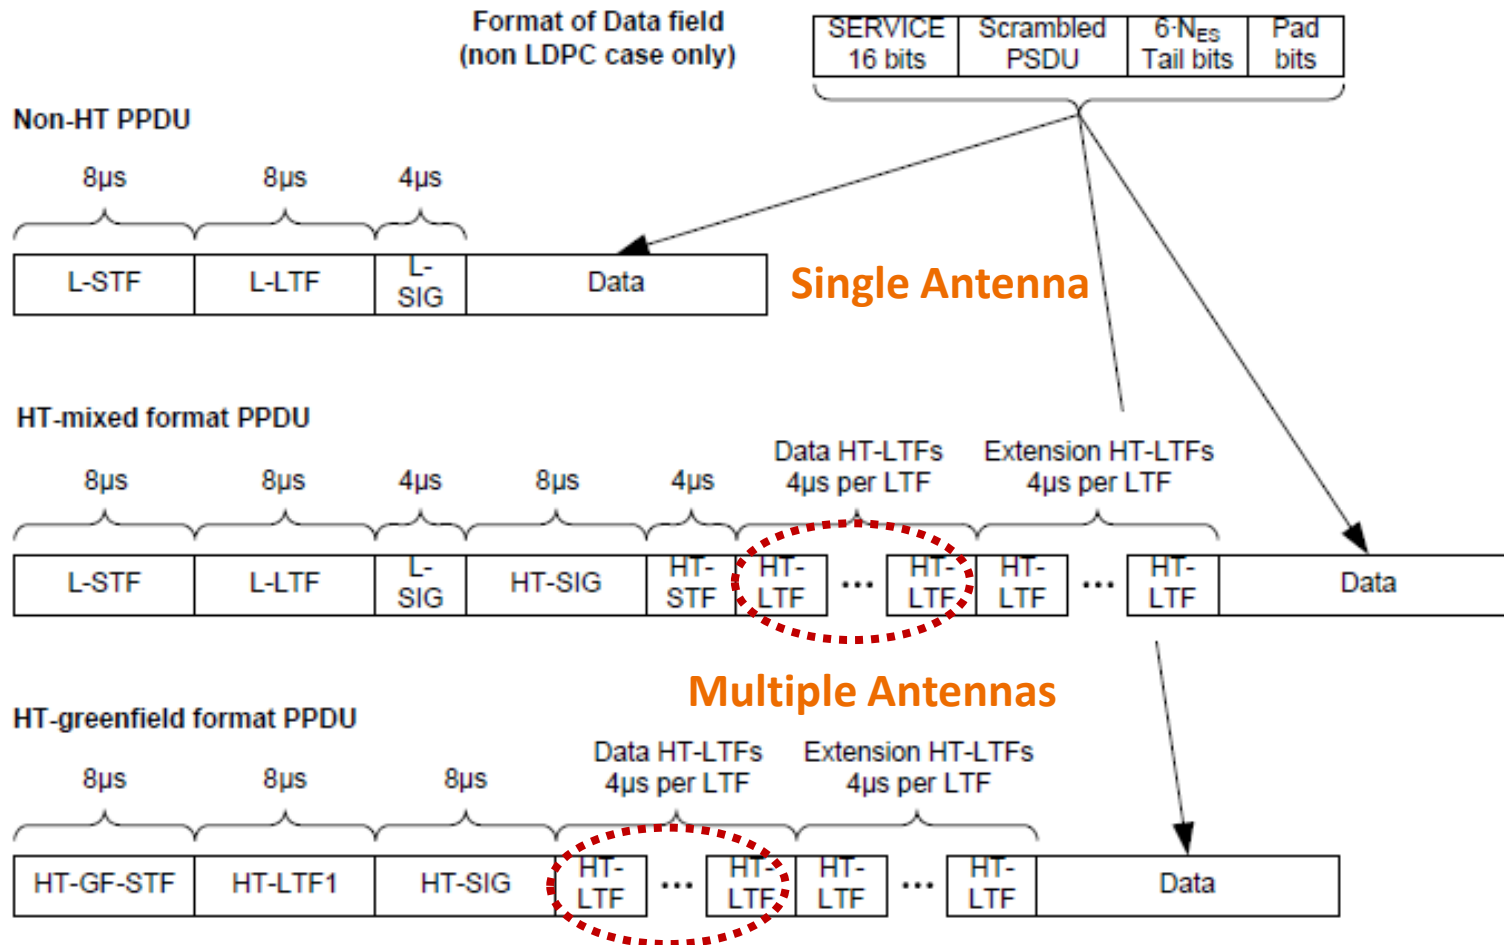 Format of Data field
(non LDPC case only)
SERVICE
16 bits
Scrambled
PSDU
6·N_ES
Tail bits
Pad
bits
Non-HT PPDU
8µs
8µs
4µs
L-STF
L-LTF
L-
SIG
Data
Single Antenna
HT-mixed format PPDU
8µs
8µs
4µs
8µs
4µs
Data HT-LTFs
4µs per LTF
Extension HT-LTFs
4µs per LTF
L-STF
L-LTF
L-
SIG
HT-SIG
HT-
STF
HT-
LTF
...
HT-
LTF
HT-
LTF
...
HT-
LTF
Data
Multiple Antennas
HT-greenfield format PPDU
8µs
8µs
8µs
Data HT-LTFs
4µs per LTF
Extension HT-LTFs
4µs per LTF
HT-GF-STF
HT-LTF1
HT-SIG
HT-
LTF
...
HT-
LTF
HT-
LTF
...
HT-
LTF
Data